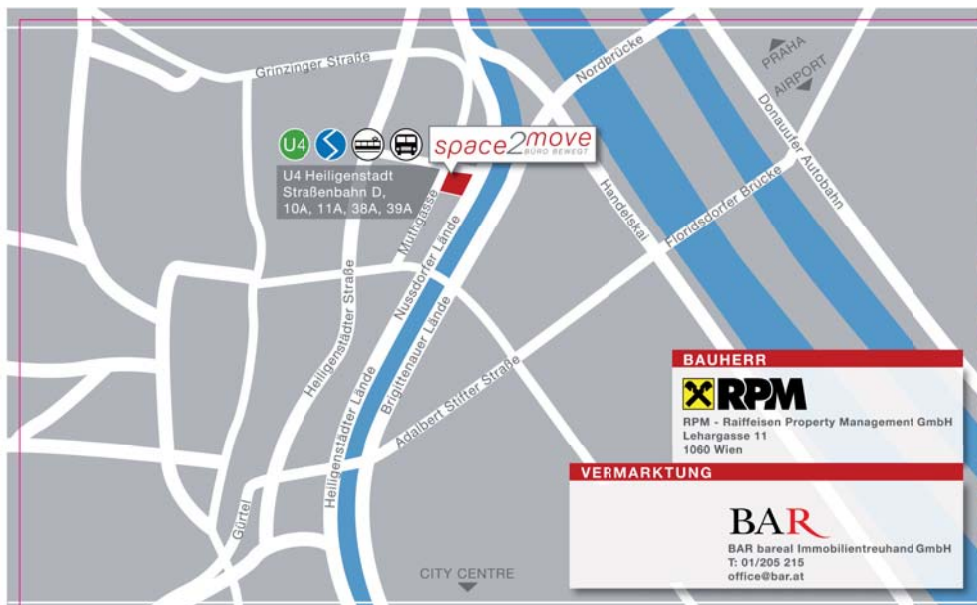 Grinzinger Straße
Nordbrücke
PRAHA
AIRPORT
Donauufer Autobahn
U4
space2move
BÜRO BEWEGT
U4 Heiligenstadt
Straßenbahn D,
10A, 11A, 38A, 39A
Muthgasse
Handelskai
Floridsdorfer Brücke
Nussdorfer Lände
Heiligenstädter Straße
Brigittenauer Lände
Heiligenstädter Lände
Adalbert Stifter Straße
Gürtel
CITY CENTRE
BAUHERR
RPM
RPM - Raiffeisen Property Management GmbH
Lehargasse 11
1060 Wien
VERMARKTUNG
BAR
BAR bareal Immobilientreuhand GmbH
T: 01/205 215
office@bar.at